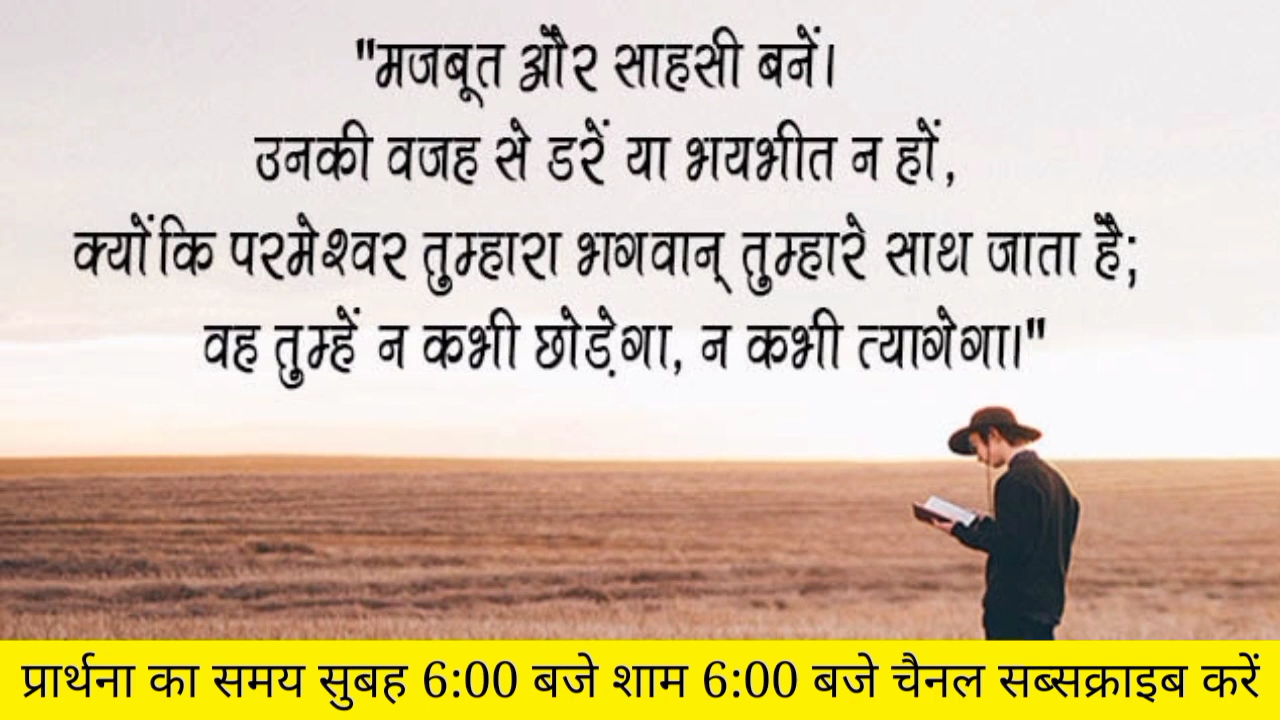 "मजबूत और साहसी बनें।
उनकी वजह से डरें या भयभीत न हों,
क्योंकि परमेश्वर तुम्हारा भगवान् तुम्हारे साथ जाता है;
वह तुम्हें न कभी छोड़ेगा, न कभी त्यागेगा।"
प्रार्थना का समय सुबह 6:00 बजे शाम 6:00 बजे चैनल सब्सक्राइब करें